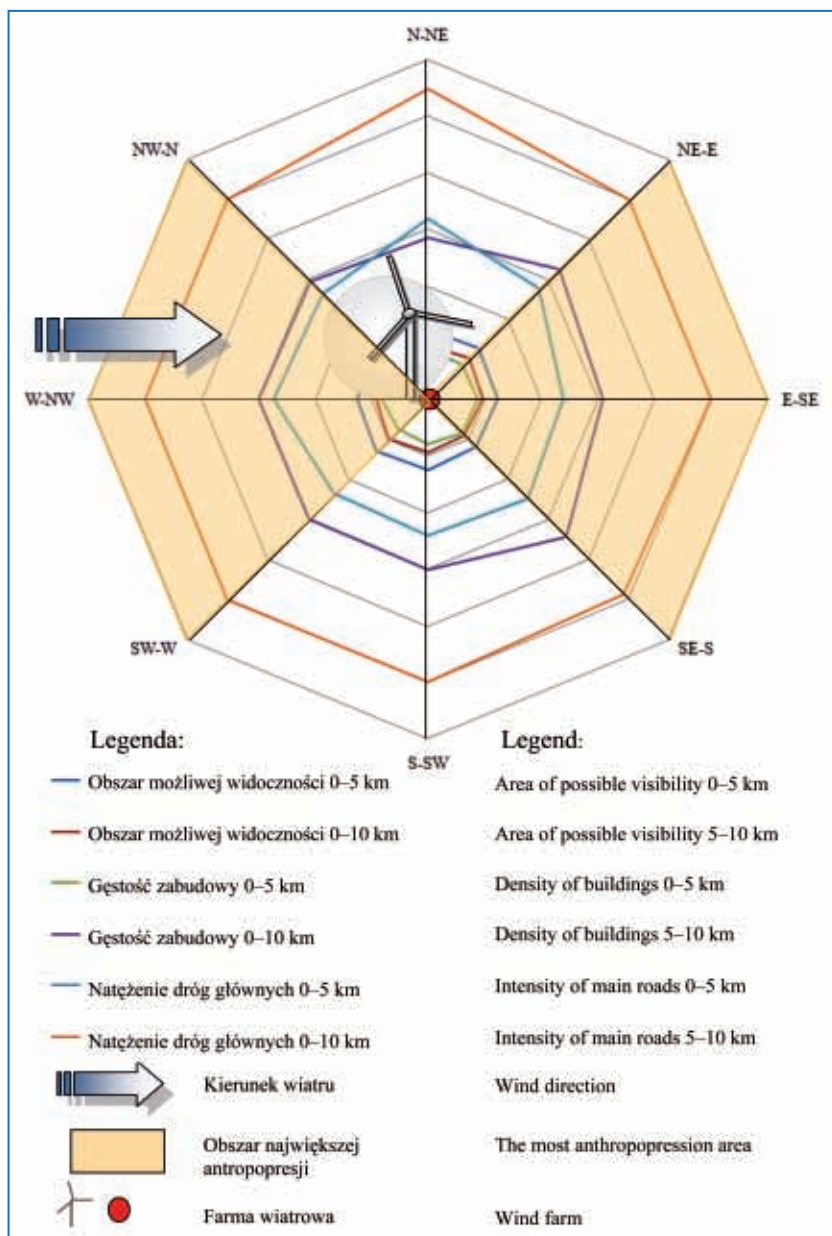 N-NE
NW-N
NE-E
W-NW
E-SE
SW-W
SE-S
S-SW
Legenda: Legend:
Obszar możliwej widoczności 0–5 km Area of possible visibility 0–5 km
Obszar możliwej widoczności 0–10 km Area of possible visibility 5–10 km
Gęstość zabudowy 0–5 km Density of buildings 0–5 km
Gęstość zabudowy 0–10 km Density of buildings 5–10 km
Natężenie dróg głównych 0–5 km Intensity of main roads 0–5 km
Natężenie dróg głównych 0–10 km Intensity of main roads 5–10 km
Kierunek wiatru Wind direction
Obszar największej The most anthropopression area
antropopresji
Farma wiatrowa Wind farm